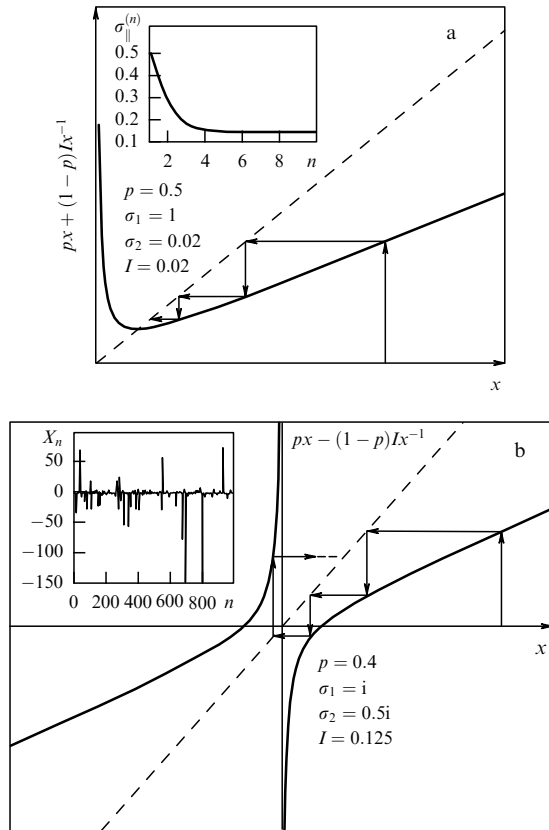 σ∥⁽ⁿ⁾
a
0.5
0.4
0.3
0.2
0.1
2 4 6 8 n
px + (1 − p)Ix⁻¹
p = 0.5
σ₁ = 1
σ₂ = 0.02
I = 0.02
x
Xₙ
px − (1 − p)Ix⁻¹
b
50
0
−50
−100
−150
0 200 400 600 800 n
x
p = 0.4
σ₁ = i
σ₂ = 0.5i
I = 0.125